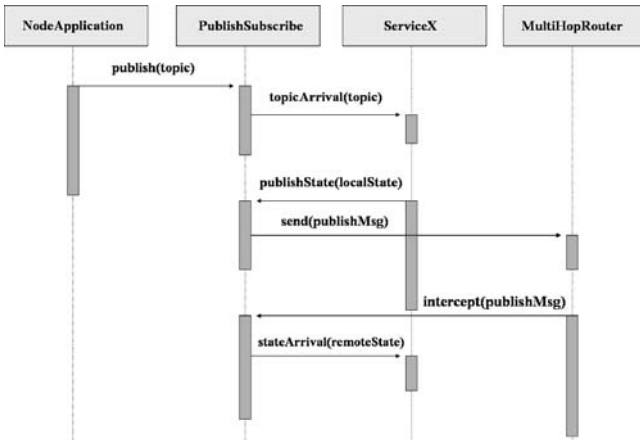 NodeApplication
PublishSubscribe
ServiceX
MultiHopRouter
publish(topic)
topicArrival(topic)
publishState(localState)
send(publishMsg)
intercept(publishMsg)
stateArrival(remoteState)